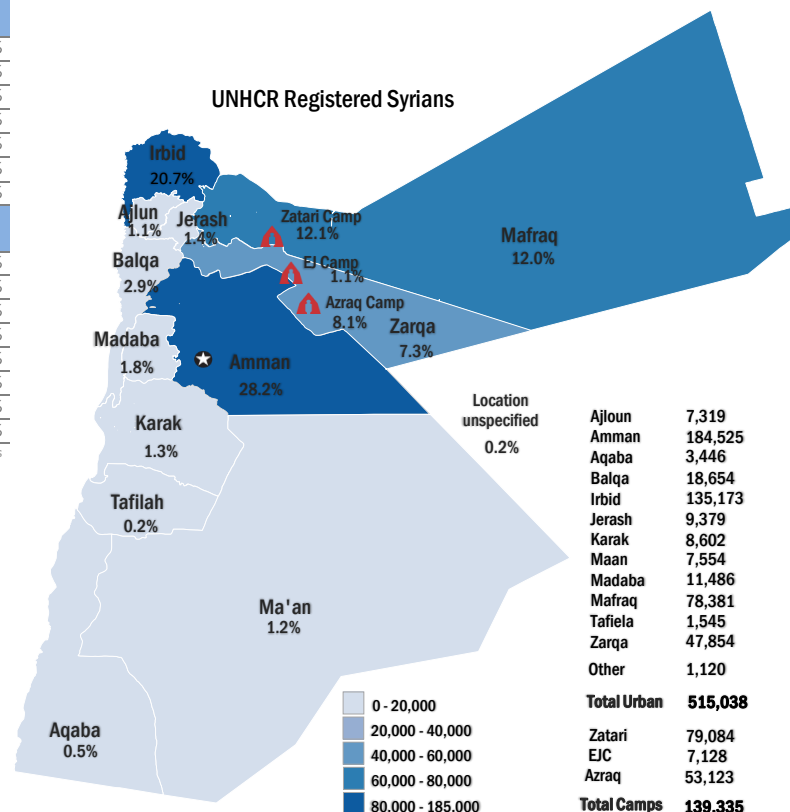 UNHCR Registered Syrians
Irbid
20.7%
Ajlun
1.1%
Jerash
1.4%
Zatari Camp
12.1%
Mafraq
12.0%
Balqa
2.9%
EJ Camp
1.1%
Azraq Camp
8.1%
Zarqa
7.3%
Madaba
1.8%
Amman
28.2%
Location
unspecified
0.2%
Karak
1.3%
Tafilah
0.2%
Ma'an
1.2%
Aqaba
0.5%
0 - 20,000
20,000 - 40,000
40,000 - 60,000
60,000 - 80,000
80,000 - 185,000
Ajloun 7,319
Amman 184,525
Aqaba 3,446
Balqa 18,654
Irbid 135,173
Jerash 9,379
Karak 8,602
Maan 7,554
Madaba 11,486
Mafraq 78,381
Tafiela 1,545
Zarqa 47,854
Other 1,120
Total Urban 515,038
Zatari 79,084
EJC 7,128
Azraq 53,123
Total Camps 139,335